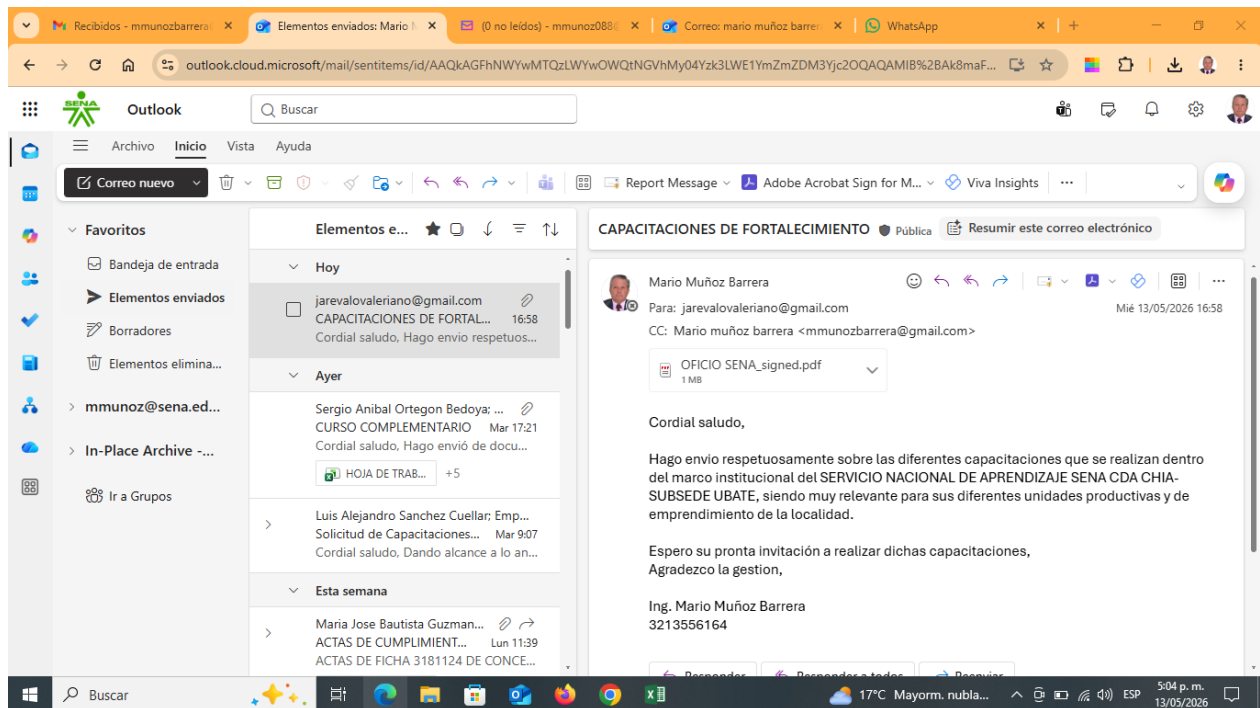 Recibidos - mmunozbarrera
Elementos enviados: Mario
(0 no leídos) - mmunoz088
Correo: mario muñoz barrer
WhatsApp
outlook.cloud.microsoft/mail/sentitems/id/AAQkAGFhNWYwMTQzLWYwOWQtNGVhMy04Yzk3LWE1YmZmZDM3Yjc2OQAQAMIB%2BAk8maF...
SENA
Outlook
Buscar
Archivo Inicio Vista Ayuda
Correo nuevo
Report Message
Adobe Acrobat Sign for M...
Viva Insights
Favoritos
Bandeja de entrada
Elementos enviados
Borradores
Elementos elimina...
mmunoz@sena.ed...
In-Place Archive -...
Ir a Grupos
Elementos e...
Hoy
jarevalovaleriano@gmail.com
CAPACITACIONES DE FORTAL... 16:58
Cordial saludo, Hago envio respetuos...
Ayer
Sergio Anibal Ortegon Bedoya; ...
CURSO COMPLEMENTARIO Mar 17:21
Cordial saludo, Hago envió de docu...
HOJA DE TRAB... +5
Luis Alejandro Sanchez Cuellar; Emp...
Solicitud de Capacitaciones... Mar 9:07
Cordial saludo, Dando alcance a lo an...
Esta semana
Maria Jose Bautista Guzman...
ACTAS DE CUMPLIMIENT... Lun 11:39
ACTAS DE FICHA 3181124 DE CONCE...
CAPACITACIONES DE FORTALECIMIENTO Pública Resumir este correo electrónico
Mario Muñoz Barrera
Para: jarevalovaleriano@gmail.com Mié 13/05/2026 16:58
CC: Mario muñoz barrera <mmunozbarrera@gmail.com>
OFICIO SENA_signed.pdf
1 MB
Cordial saludo,
Hago envio respetuosamente sobre las diferentes capacitaciones que se realizan dentro
del marco institucional del SERVICIO NACIONAL DE APRENDIZAJE SENA CDA CHIA-
SUBSEDE UBATE, siendo muy relevante para sus diferentes unidades productivas y de
emprendimiento de la localidad.
Espero su pronta invitación a realizar dichas capacitaciones,
Agradezco la gestion,
Ing. Mario Muñoz Barrera
3213556164
Responder Responder a todos Reenviar
Buscar
17°C Mayorm. nubla...
ESP
5:04 p. m.
13/05/2026